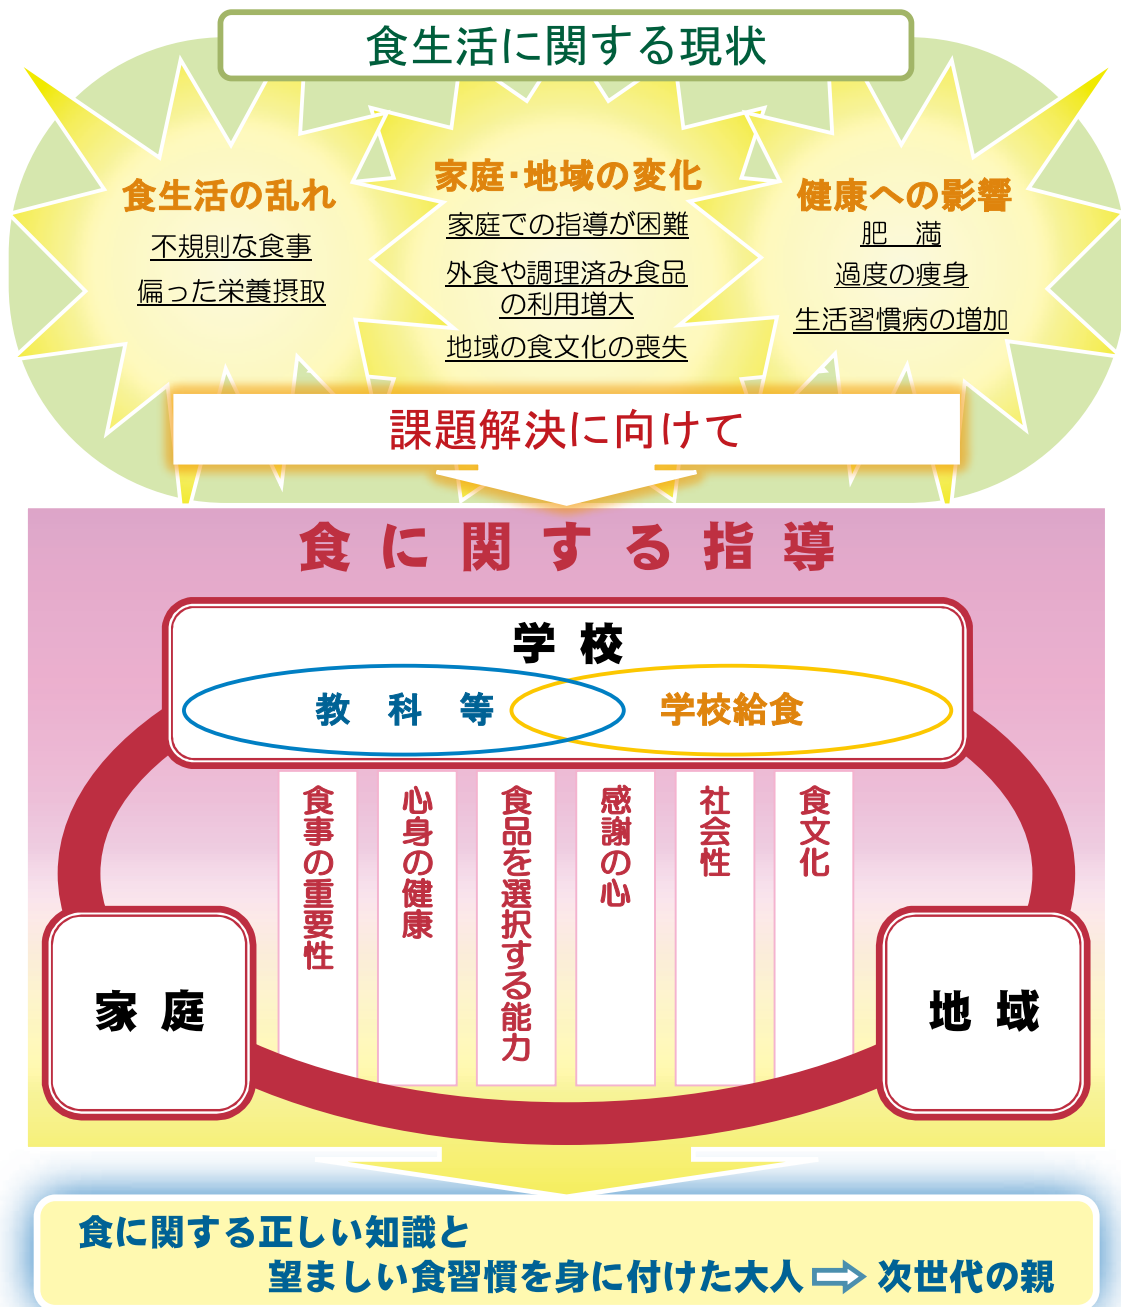 食生活に関する現状
食生活の乱れ
不規則な食事
偏った栄養摂取
家庭・地域の変化
家庭での指導が困難
外食や調理済み食品
の利用増大
地域の食文化の喪失
健康への影響
肥　満
過度の痩身
生活習慣病の増加
課題解決に向けて
食に関する指導
学校
教科等
学校給食
食事の重要性
心身の健康
食品を選択する能力
感謝の心
社会性
食文化
家庭
地域
食に関する正しい知識と
望ましい食習慣を身に付けた大人⇨次世代の親